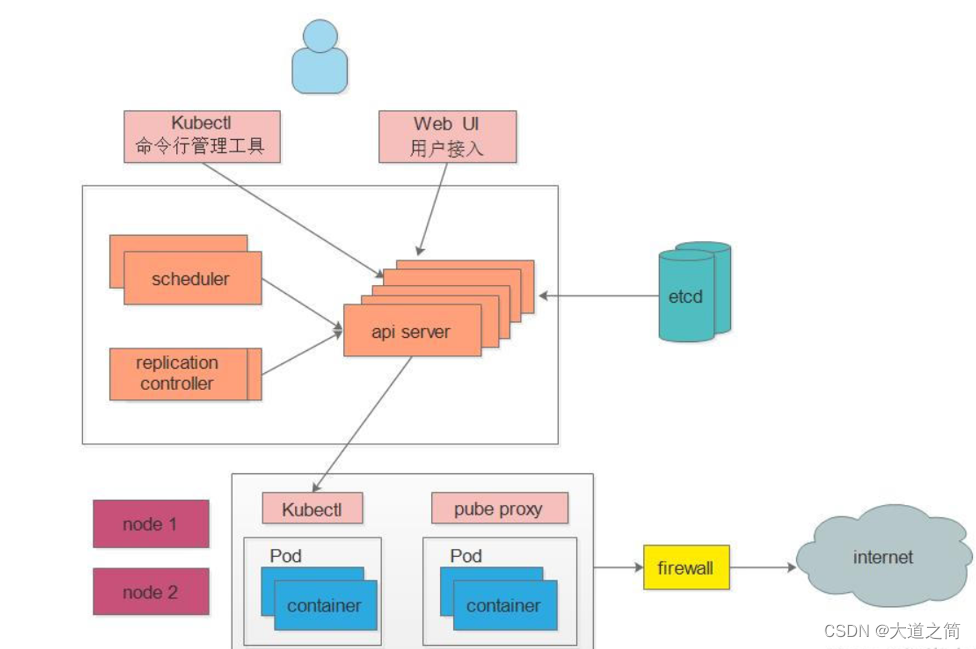 Kubectl
命令行管理工具
Web UI
用户接入
scheduler
api server
etcd
replication
controller
node 1
node 2
Kubectl
pube proxy
Pod
container
Pod
container
firewall
internet
CSDN @大道之简